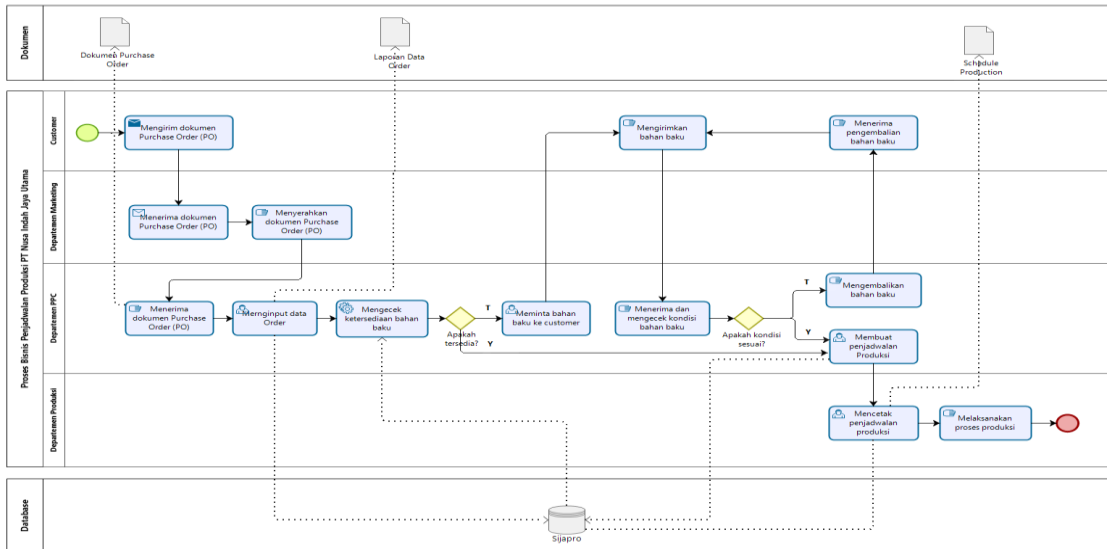 Dokumen
Dokumen Purchase
Order
Laporan Data
Order
Schedule
Production
Proses Bisnis Penjadwalan Produksi PT Nusa Indah Jaya Utama
Customer
Mengirim dokumen
Purchase Order (PO)
Mengirimkan
bahan baku
Menerima
pengembalian
bahan baku
Departemen Marketing
Menerima dokumen
Purchase Order (PO)
Menyerahkan
dokumen Purchase
Order (PO)
Departemen PPC
Menerima
dokumen Purchase
Order (PO)
Memginput data
Order
Mengecek
ketersediaan bahan
baku
Apakah
tersedia?
T
Y
Meminta bahan
baku ke customer
Menerima dan
mengecek kondisi
bahan baku
Apakah kondisi
sesuai?
T
Y
Mengembalikan
bahan baku
Membuat
penjadwalan
Produksi
Departemen Produksi
Mencetak
penjadwalan
produksi
Melaksanakan
proses produksi
Database
Sijapro